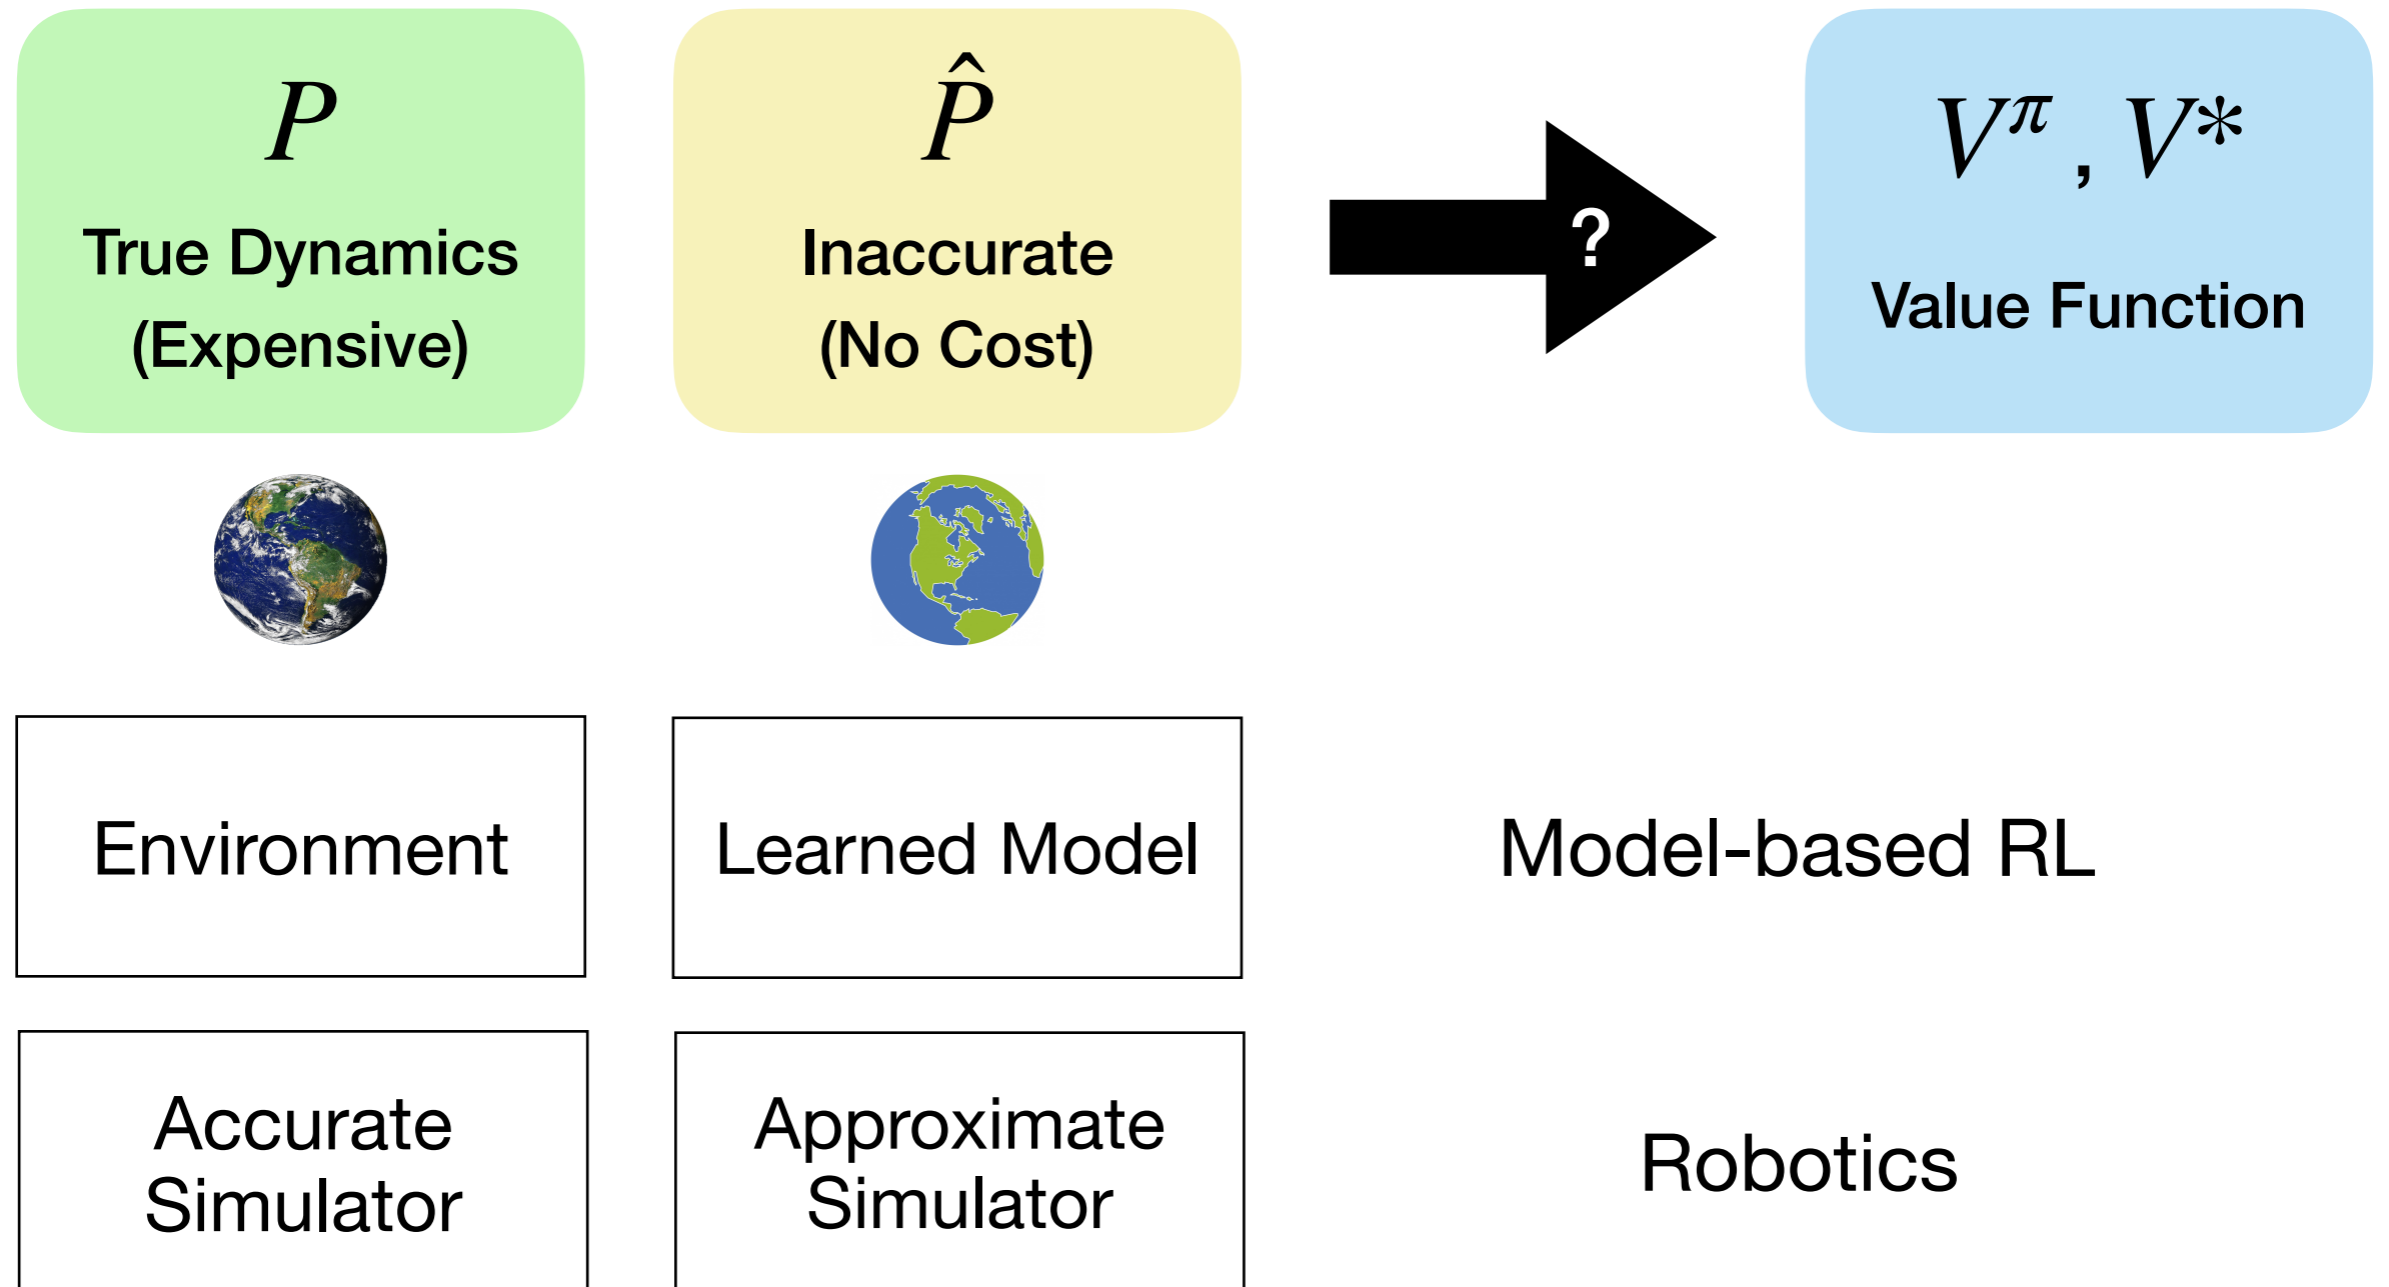 P
True Dynamics
(Expensive)
P̂
Inaccurate
(No Cost)
?
V^π , V*
Value Function
Environment
Learned Model
Model-based RL
Accurate
Simulator
Approximate
Simulator
Robotics